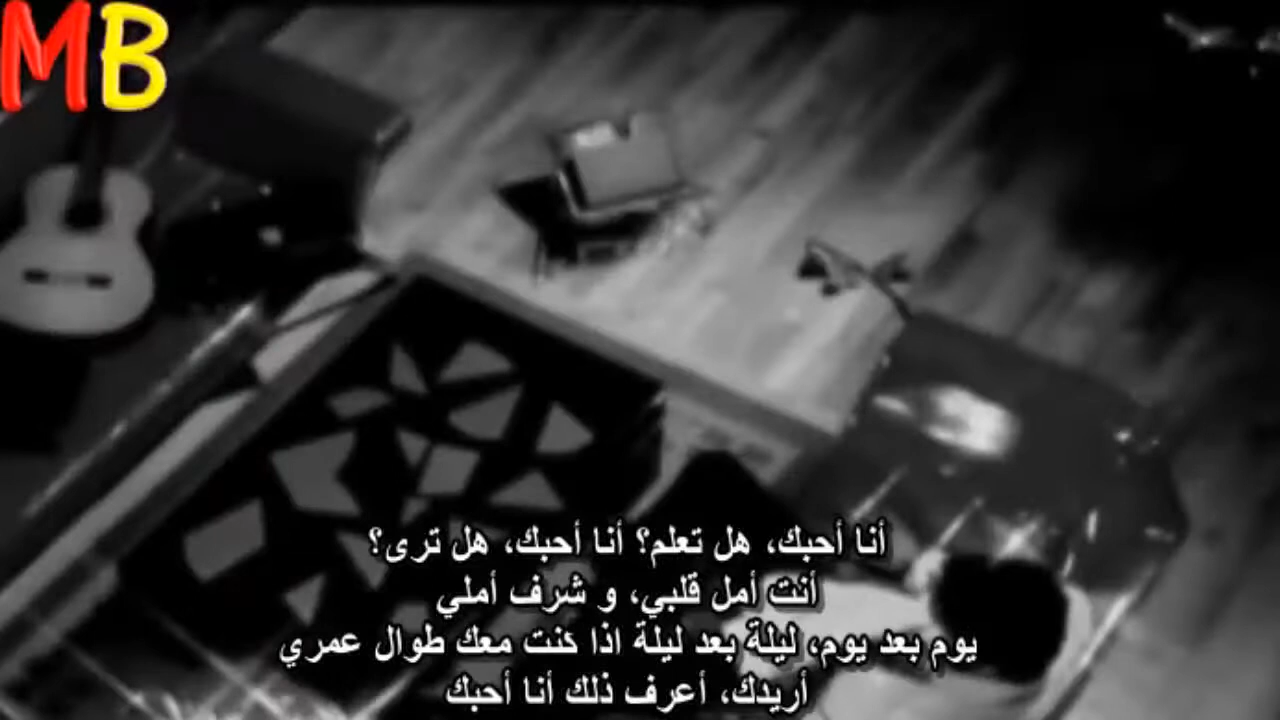 MB
أنا أحبك، هل تعلم؟ أنا أحبك، هل ترى؟
أنت أمل قلبي، و شرف أملي
يوم بعد يوم، ليلة بعد ليلة اذا كنت معك طوال عمري
أريدك، أعرف ذلك أنا أحبك